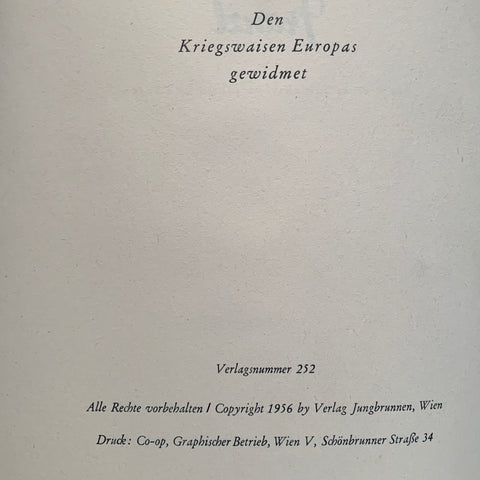 Den
Kriegswaisen Europas
gewidmet
Verlagsnummer 252
Alle Rechte vorbehalten / Copyright 1956 by Verlag Jungbrunnen, Wien
Druck: Co-op, Graphischer Betrieb, Wien V, Schönbrunner Straße 34